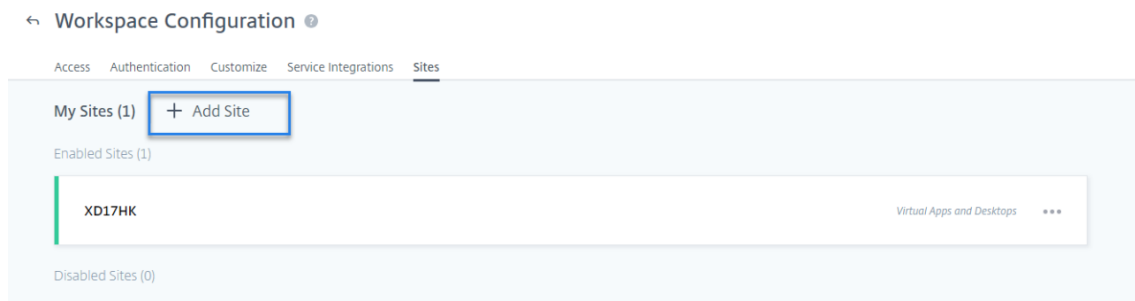 Workspace Configuration
Access Authentication Customize Service Integrations Sites
My Sites (1) + Add Site
Enabled Sites (1)
XD17HK Virtual Apps and Desktops
Disabled Sites (0)